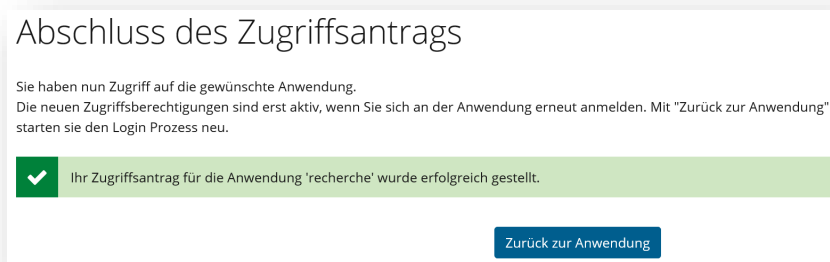 Abschluss des Zugriffsantrags
Sie haben nun Zugriff auf die gewünschte Anwendung.
Die neuen Zugriffsberechtigungen sind erst aktiv, wenn Sie sich an der Anwendung erneut anmelden. Mit "Zurück zur Anwendung"
starten sie den Login Prozess neu.
Ihr Zugriffsantrag für die Anwendung 'recherche' wurde erfolgreich gestellt.
Zurück zur Anwendung